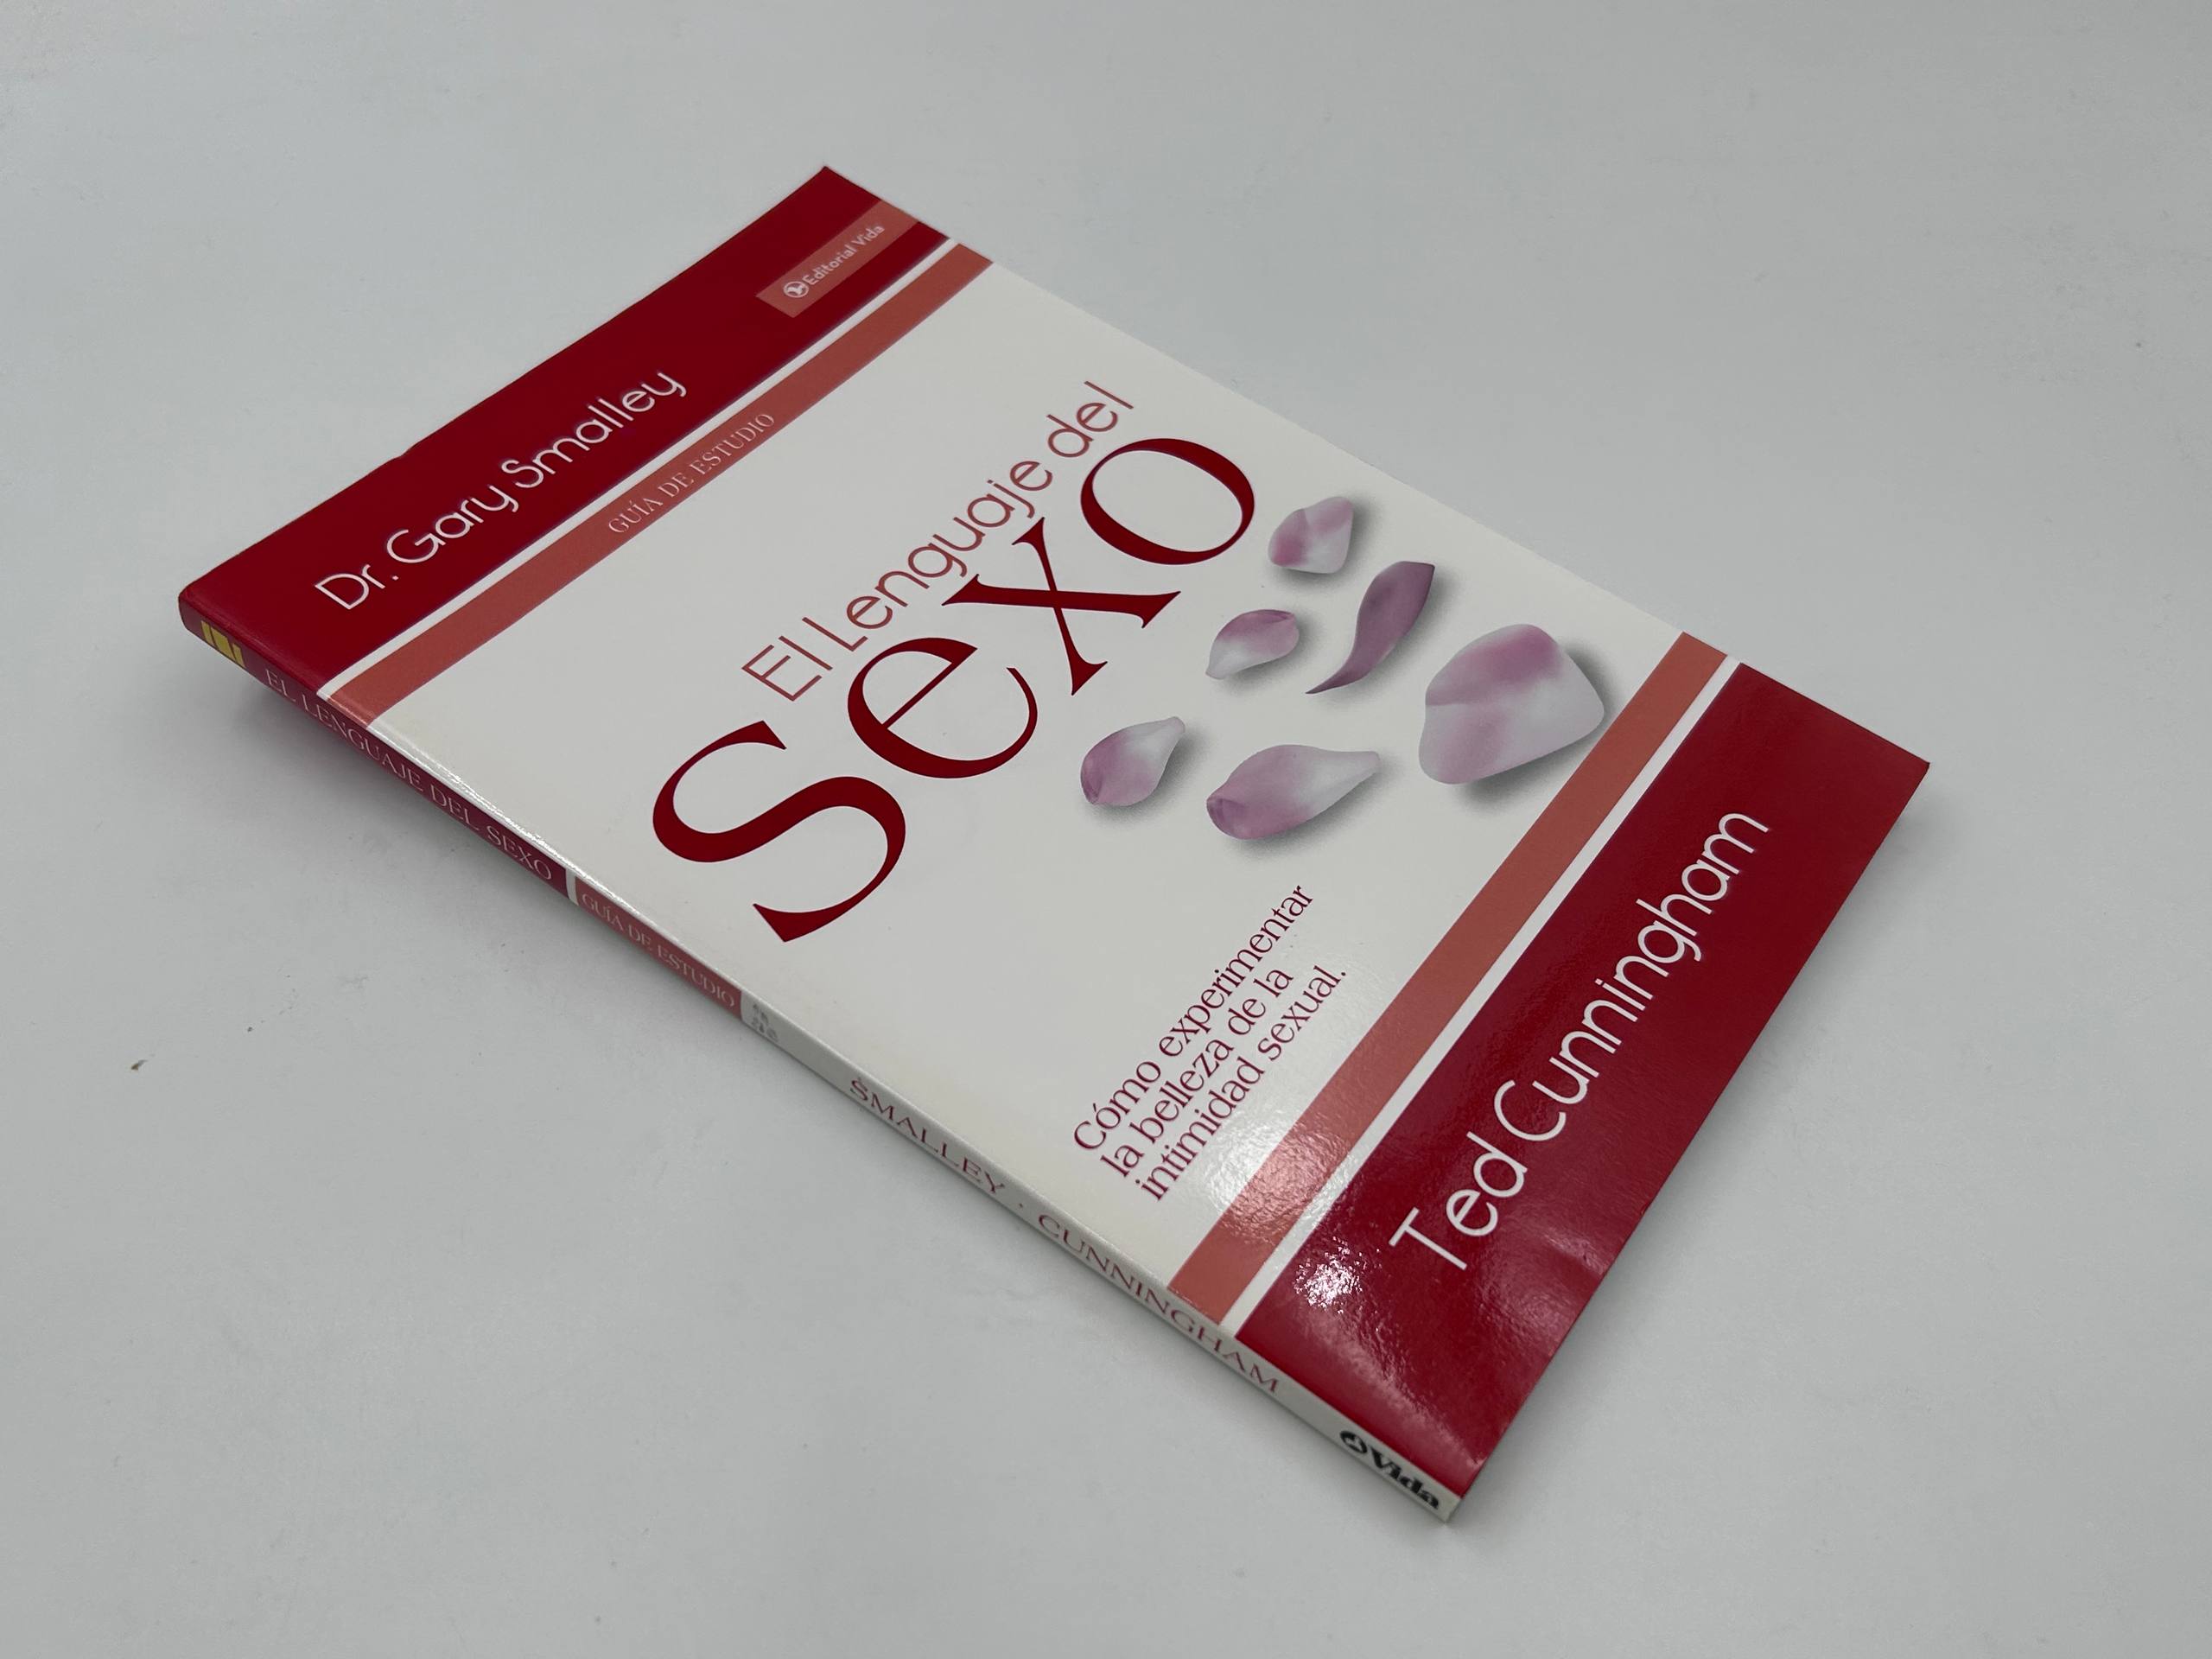 Editorial Vida
Dr. Gary Smalley
GUÍA DE ESTUDIO
El Lenguaje del
Sexo
Cómo experimentar
la belleza de la
intimidad sexual.
Ted Cunningham
EL LENGUAJE DEL SEXO
GUÍA DE ESTUDIO
SMALLEY · CUNNINGHAM
Vida